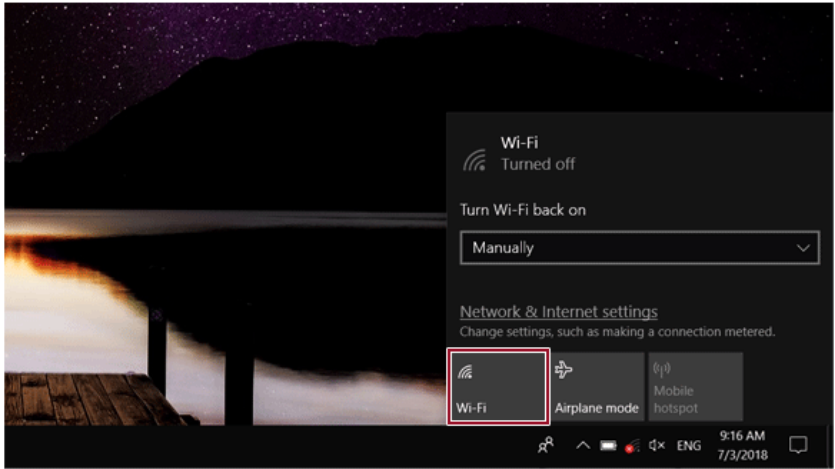 Wi-Fi
Turned off
Turn Wi-Fi back on
Manually
Network & Internet settings
Change settings, such as making a connection metered.
Wi-Fi
Airplane mode
Mobile
hotspot
ENG
9:16 AM
7/3/2018